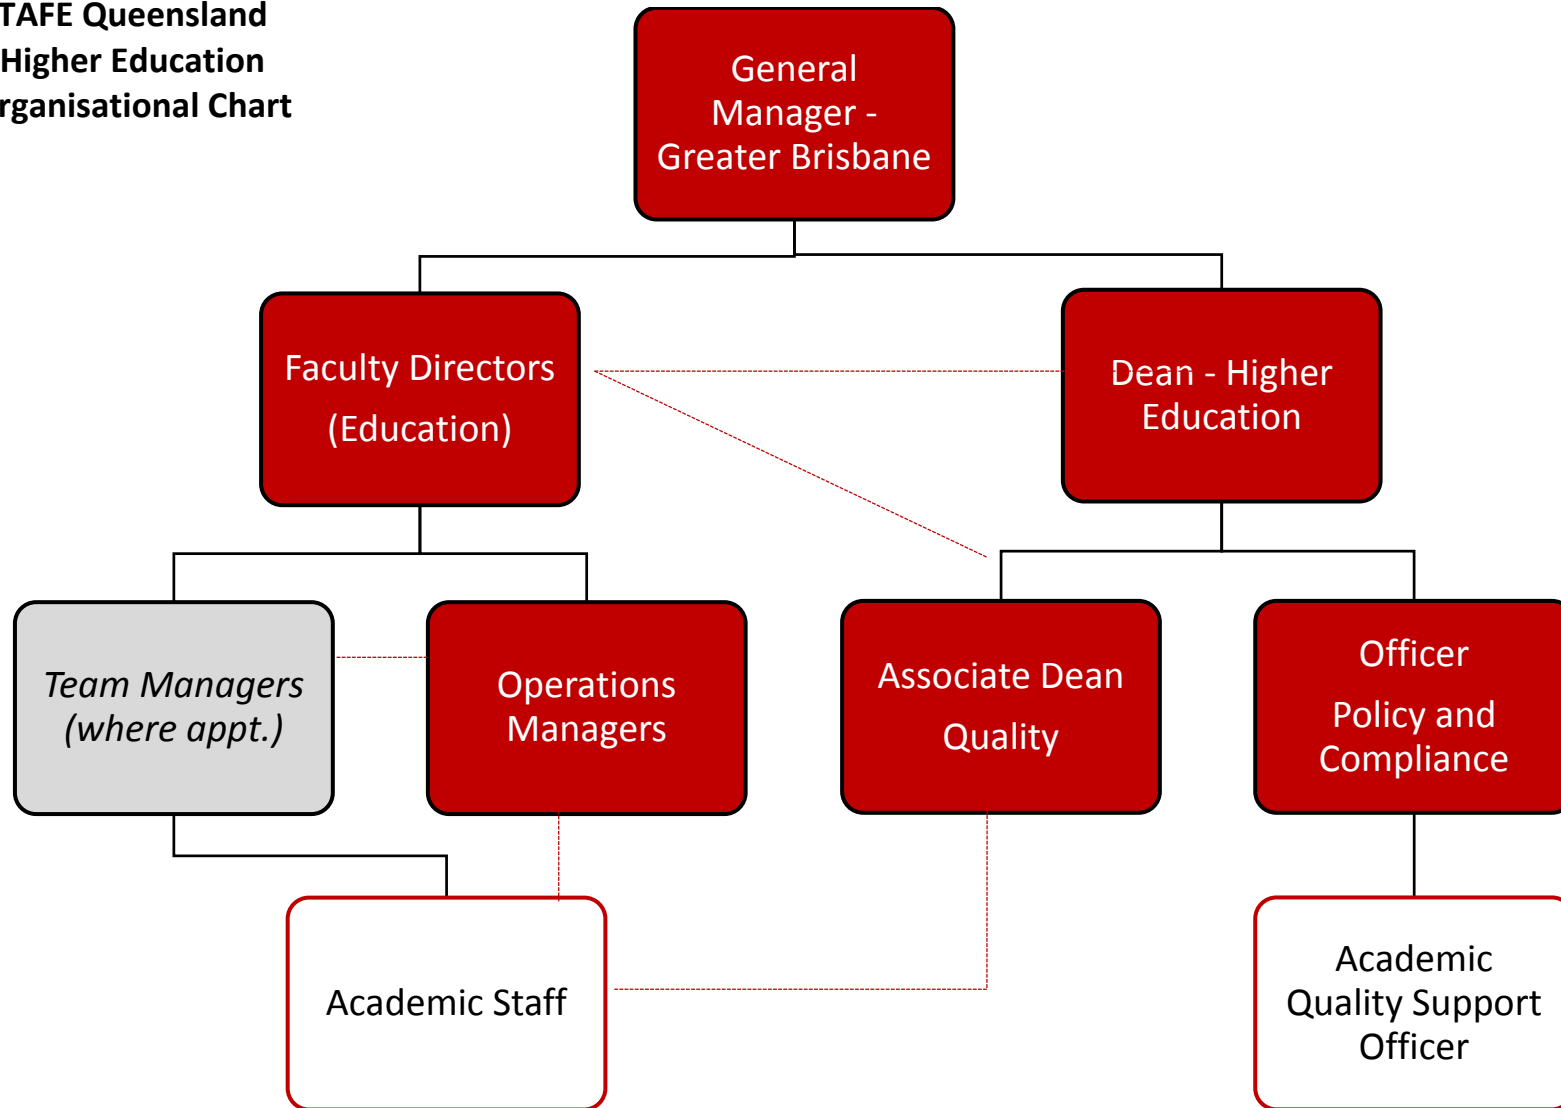 TAFE Queensland
Higher Education
rganisational Chart
General
Manager -
Greater Brisbane
Faculty Directors
(Education)
Dean - Higher
Education
Team Managers
(where appt.)
Operations
Managers
Associate Dean
Quality
Officer
Policy and
Compliance
Academic Staff
Academic
Quality Support
Officer